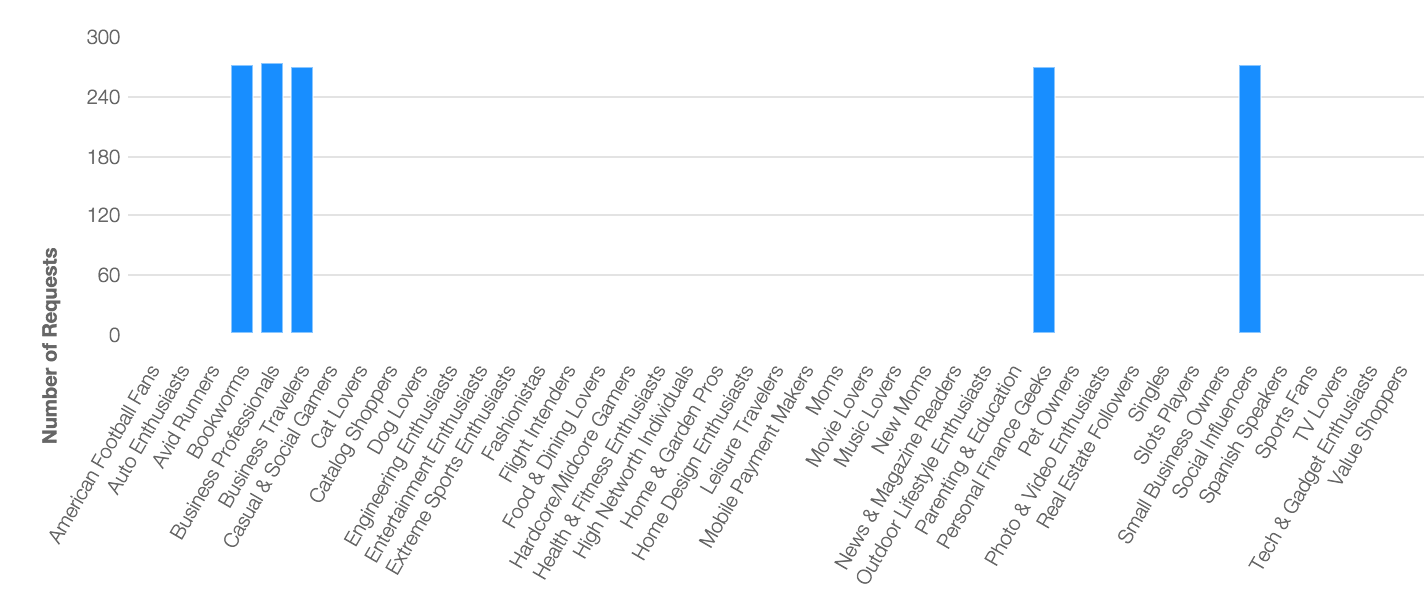 300
240
180
120
60
0
Number of Requests
American Football Fans
Auto Enthusiasts
Avid Runners
Bookworms
Business Professionals
Business Travelers
Casual & Social Gamers
Cat Lovers
Catalog Shoppers
Dog Lovers
Engineering Enthusiasts
Entertainment Enthusiasts
Extreme Sports Enthusiasts
Fashionistas
Flight Intenders
Food & Dining Lovers
Hardcore/Midcore Gamers
Health & Fitness Enthusiasts
High Networth Individuals
Home & Garden Pros
Home Design Enthusiasts
Leisure Travelers
Mobile Payment Makers
Moms
Movie Lovers
Music Lovers
New Moms
News & Magazine Readers
Outdoor Lifestyle Enthusiasts
Parenting & Education
Personal Finance Geeks
Pet Owners
Photo & Video Enthusiasts
Real Estate Followers
Singles
Slots Players
Small Business Owners
Social Influencers
Spanish Speakers
Sports Fans
TV Lovers
Tech & Gadget Enthusiasts
Value Shoppers